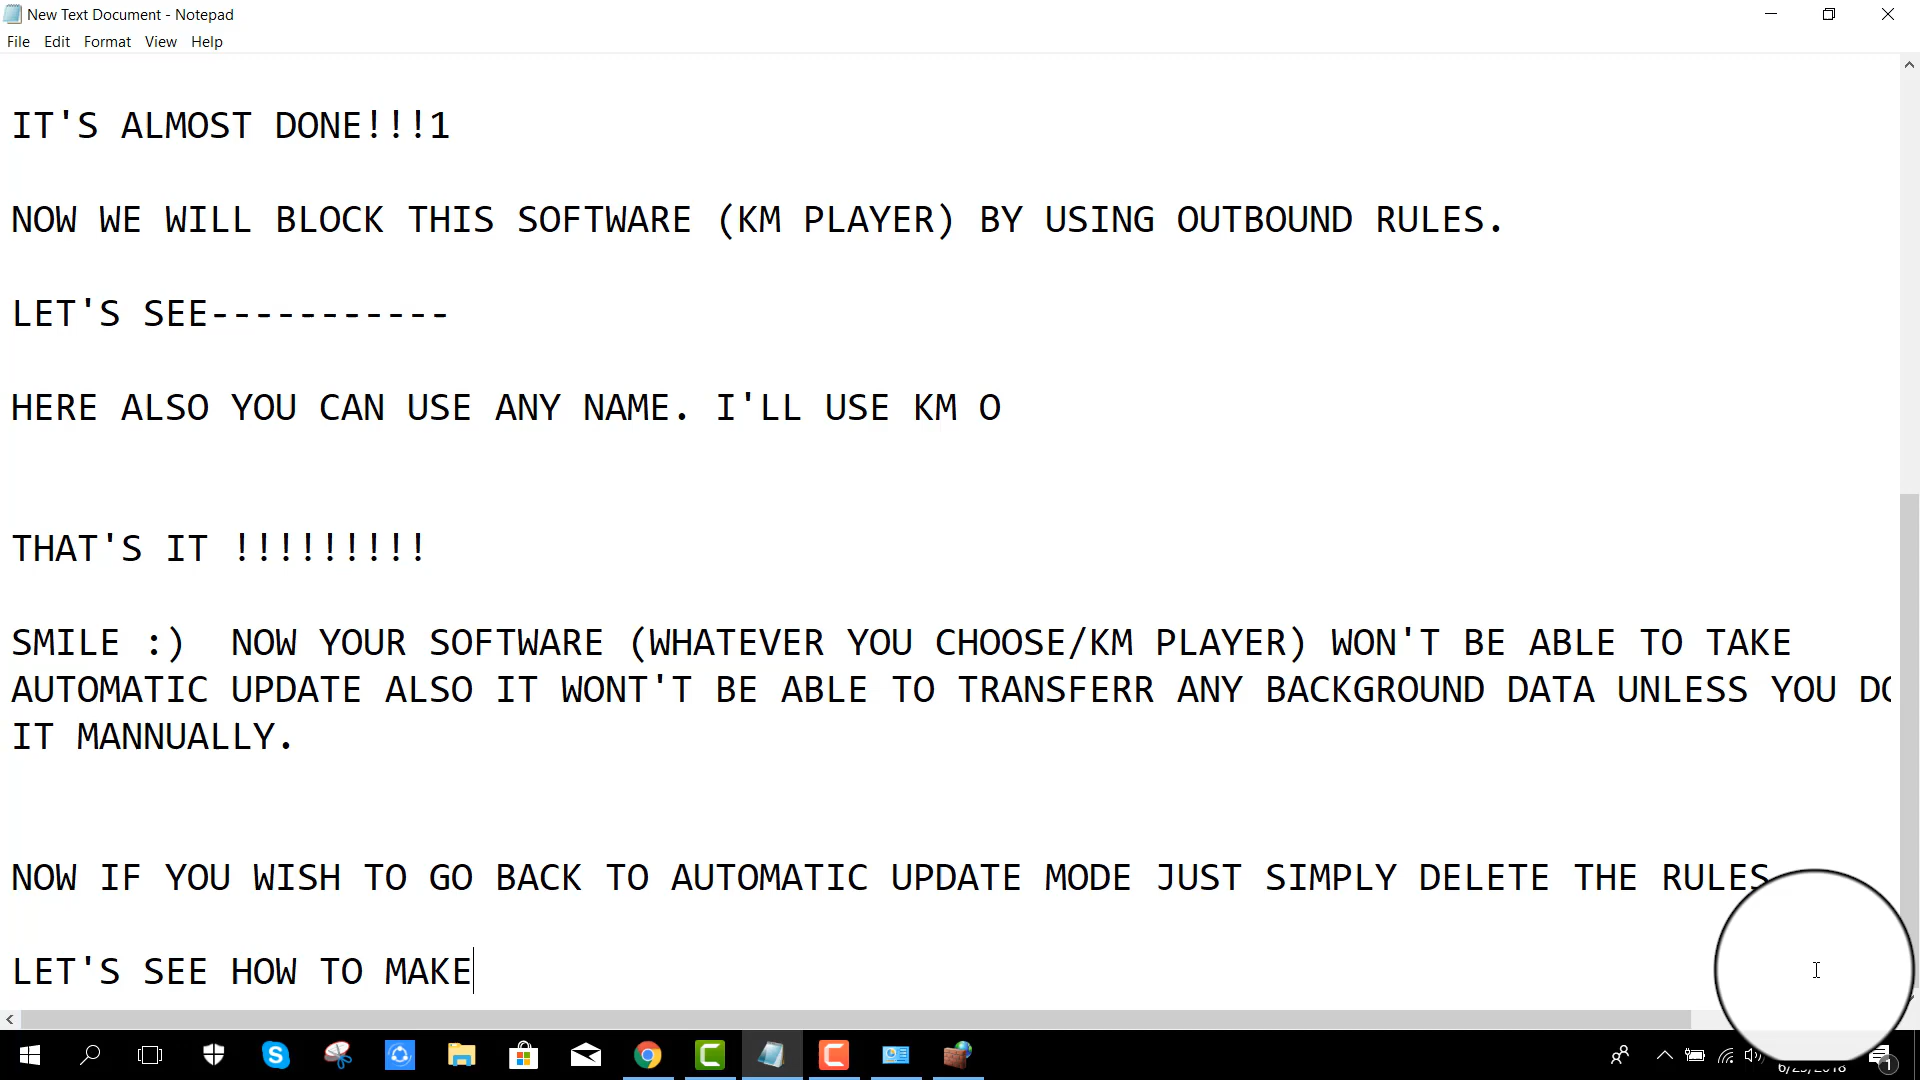 New Text Document - Notepad
File Edit Format View Help
IT'S ALMOST DONE!!!1
NOW WE WILL BLOCK THIS SOFTWARE (KM PLAYER) BY USING OUTBOUND RULES.
LET'S SEE-----------
HERE ALSO YOU CAN USE ANY NAME. I'LL USE KM O
THAT'S IT !!!!!!!!!
SMILE :)  NOW YOUR SOFTWARE (WHATEVER YOU CHOOSE/KM PLAYER) WON'T BE ABLE TO TAKE
AUTOMATIC UPDATE ALSO IT WONT'T BE ABLE TO TRANSFERR ANY BACKGROUND DATA UNLESS YOU DO
IT MANNUALLY.
NOW IF YOU WISH TO GO BACK TO AUTOMATIC UPDATE MODE JUST SIMPLY DELETE THE RULES
LET'S SEE HOW TO MAKE
1